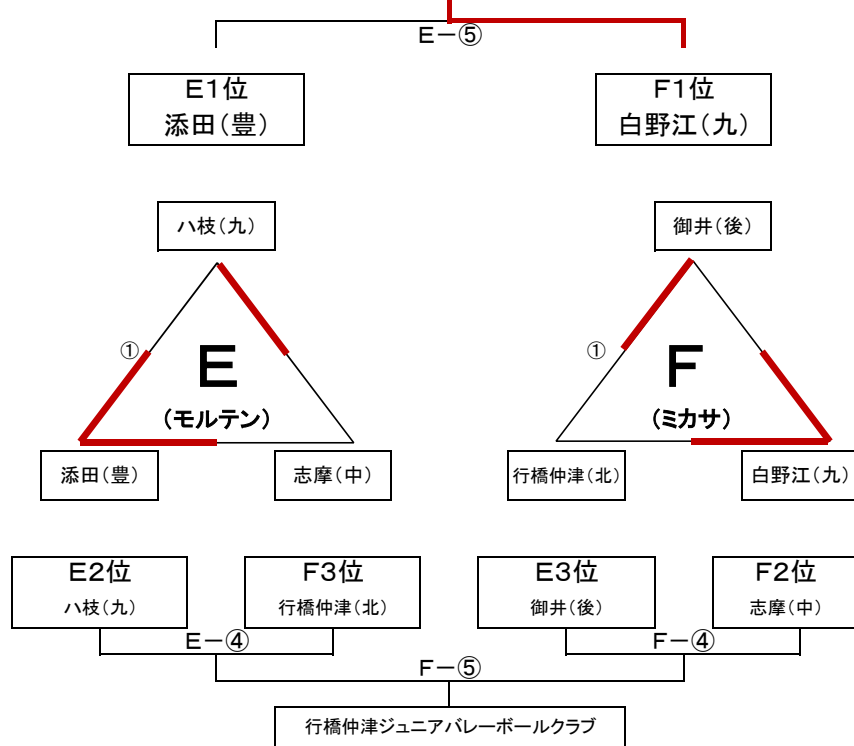 E-⑤
E1位
添田(豊)
F1位
白野江(九)
ハ枝(九)
御井(後)
①
E
(モルテン)
①
F
(ミカサ)
添田(豊)
志摩(中)
行橋仲津(北)
白野江(九)
E2位
ハ枝(九)
F3位
行橋仲津(北)
E3位
御井(後)
F2位
志摩(中)
E-④
F-④
F-⑤
行橋仲津ジュニアバレーボールクラブ